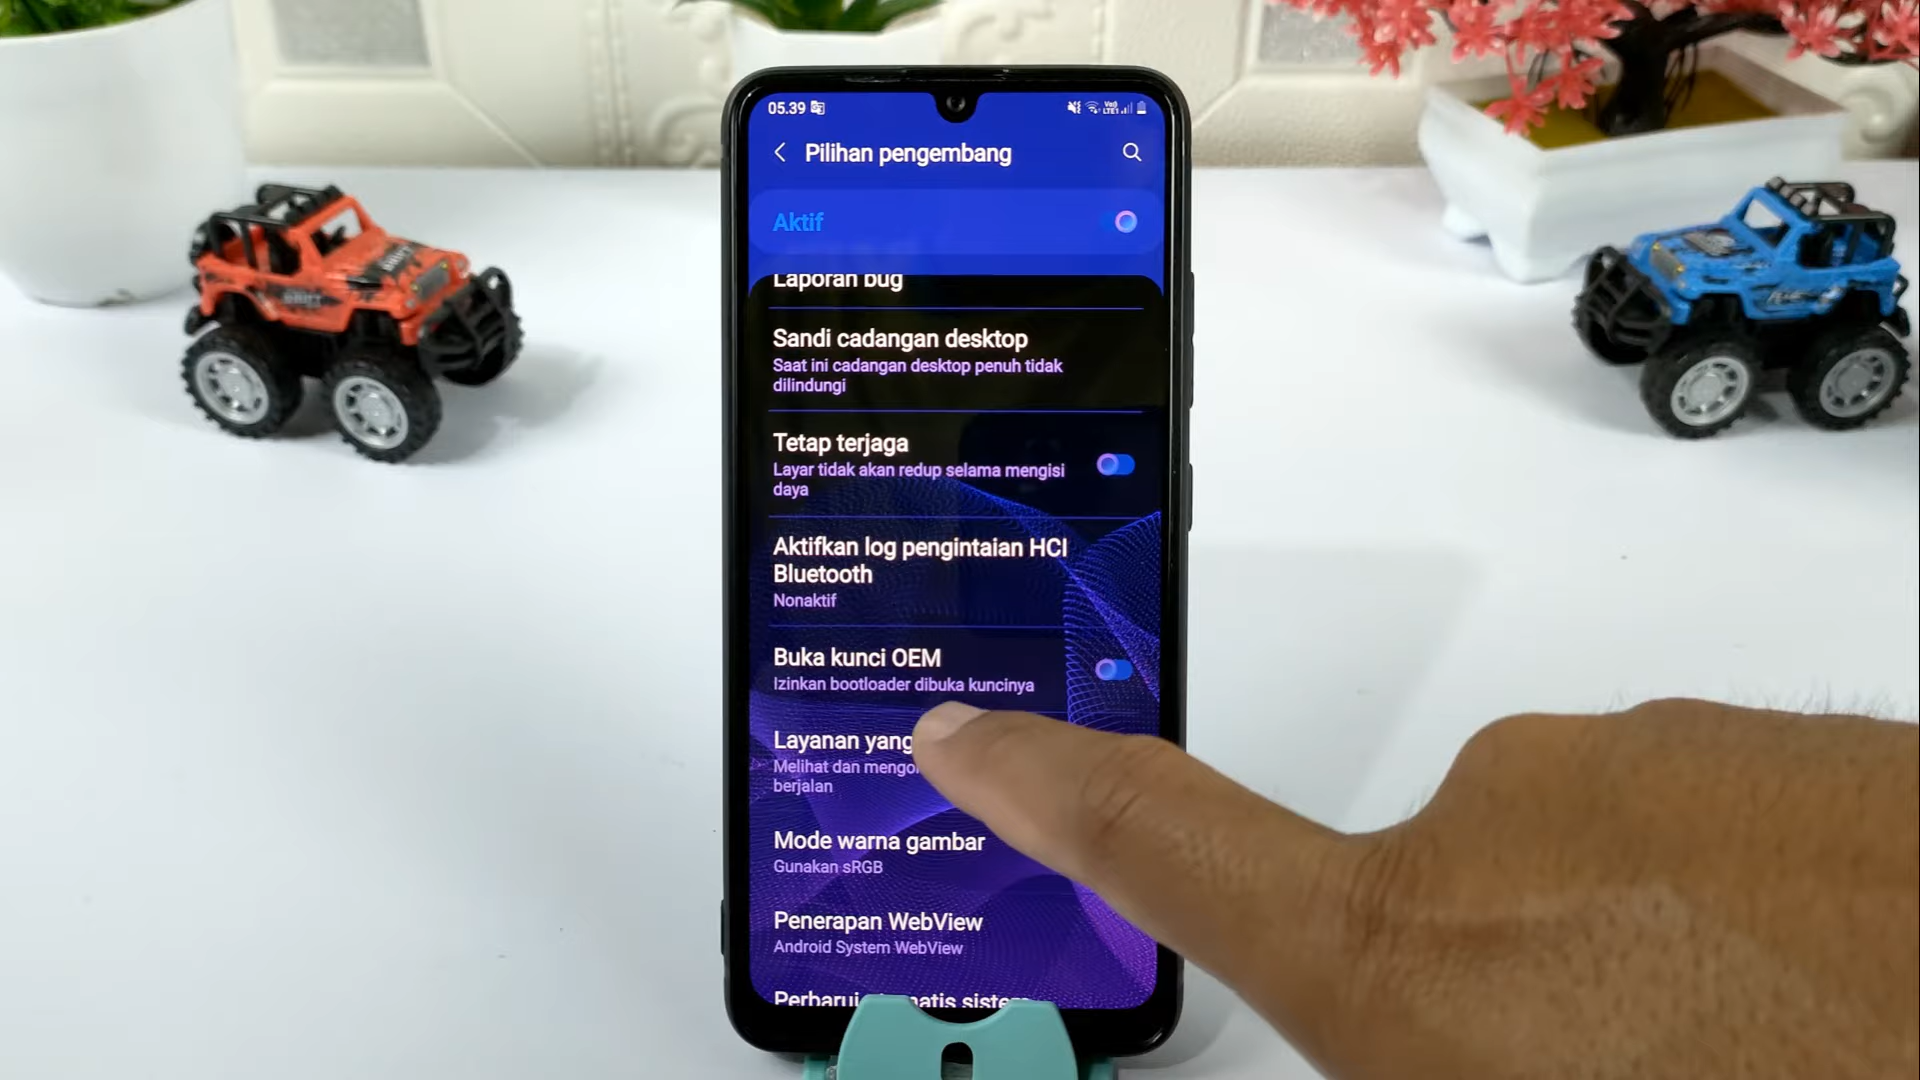 05.39
Pilihan pengembang
Aktif
Laporan bug
Sandi cadangan desktop
Saat ini cadangan desktop penuh tidak
dilindungi
Tetap terjaga
Layar tidak akan redup selama mengisi
daya
Aktifkan log pengintaian HCI
Bluetooth
Nonaktif
Buka kunci OEM
Izinkan bootloader dibuka kuncinya
Layanan yang
Melihat dan
berjalan
Mode warna gambar
Gunakan sRGB
Penerapan WebView
Android System WebView